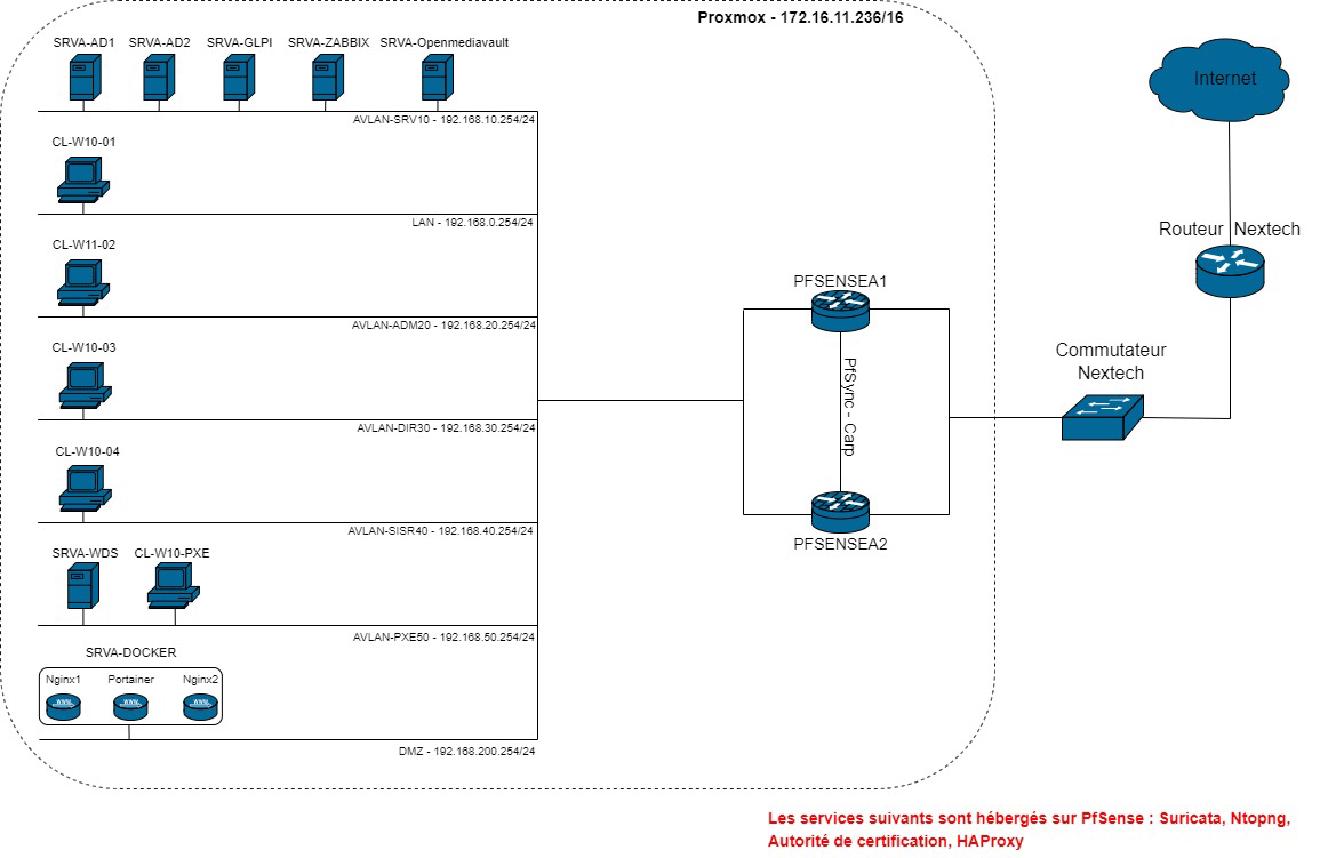 Proxmox - 172.16.11.236/16
SRVA-AD1 SRVA-AD2 SRVA-GLPI SRVA-ZABBIX SRVA-Openmediavault
AVLAN-SRV10 - 192.168.10.254/24
CL-W10-01
LAN - 192.168.0.254/24
CL-W11-02
AVLAN-ADM20 - 192.168.20.254/24
CL-W10-03
AVLAN-DIR30 - 192.168.30.254/24
CL-W10-04
AVLAN-SISR40 - 192.168.40.254/24
SRVA-WDS CL-W10-PXE
AVLAN-PXE50 - 192.168.50.254/24
SRVA-DOCKER
Nginx1 Portainer Nginx2
WWW WWW WWW
DMZ - 192.168.200.254/24
PFSENSEA1
PfSync - Carp
PFSENSEA2
Internet
Routeur Nextech
Commutateur
Nextech
Les services suivants sont hébergés sur PfSense : Suricata, Ntopng,
Autorité de certification, HAProxy